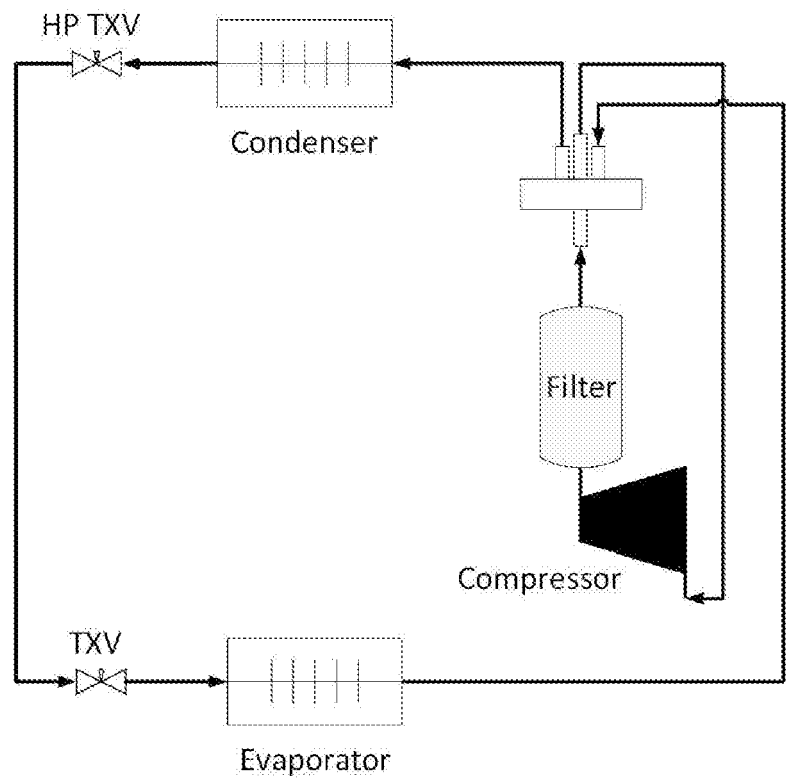 HP TXV
Condenser
Filter
Compressor
TXV
Evaporator